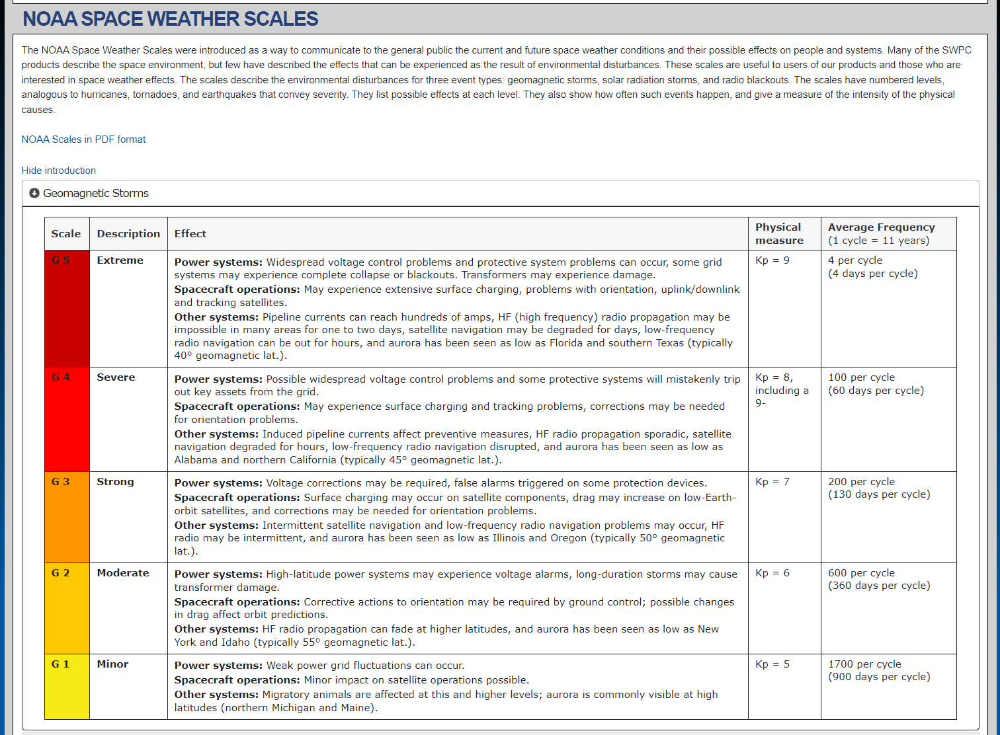 NOAA SPACE WEATHER SCALES
The NOAA Space Weather Scales were introduced as a way to communicate to the general public the current and future space weather conditions and their possible effects on people and systems. Many of the SWPC
products describe the space environment, but few have described the effects that can be experienced as the result of environmental disturbances. These scales are useful to users of our products and those who are
interested in space weather effects. The scales describe the environmental disturbances for three event types: geomagnetic storms, solar radiation storms, and radio blackouts. The scales have numbered levels,
analogous to hurricanes, tornadoes, and earthquakes that convey severity. They list possible effects at each level. They also show how often such events happen, and give a measure of the intensity of the physical
causes.
NOAA Scales in PDF format
Hide introduction
Geomagnetic Storms
Scale
Description
Effect
Physical
measure
Average Frequency
(1 cycle = 11 years)
G 5
Extreme
Power systems: Widespread voltage control problems and protective system problems can occur, some grid
systems may experience complete collapse or blackouts. Transformers may experience damage.
Spacecraft operations: May experience extensive surface charging, problems with orientation, uplink/downlink
and tracking satellites.
Other systems: Pipeline currents can reach hundreds of amps, HF (high frequency) radio propagation may be
impossible in many areas for one to two days, satellite navigation may be degraded for days, low-frequency
radio navigation can be out for hours, and aurora has been seen as low as Florida and southern Texas (typically
40° geomagnetic lat.).
Kp = 9
4 per cycle
(4 days per cycle)
G 4
Severe
Power systems: Possible widespread voltage control problems and some protective systems will mistakenly trip
out key assets from the grid.
Spacecraft operations: May experience surface charging and tracking problems, corrections may be needed
for orientation problems.
Other systems: Induced pipeline currents affect preventive measures, HF radio propagation sporadic, satellite
navigation degraded for hours, low-frequency radio navigation disrupted, and aurora has been seen as low as
Alabama and northern California (typically 45° geomagnetic lat.).
Kp = 8,
including a
9-
100 per cycle
(60 days per cycle)
G 3
Strong
Power systems: Voltage corrections may be required, false alarms triggered on some protection devices.
Spacecraft operations: Surface charging may occur on satellite components, drag may increase on low-Earth-
orbit satellites, and corrections may be needed for orientation problems.
Other systems: Intermittent satellite navigation and low-frequency radio navigation problems may occur, HF
radio may be intermittent, and aurora has been seen as low as Illinois and Oregon (typically 50° geomagnetic
lat.).
Kp = 7
200 per cycle
(130 days per cycle)
G 2
Moderate
Power systems: High-latitude power systems may experience voltage alarms, long-duration storms may cause
transformer damage.
Spacecraft operations: Corrective actions to orientation may be required by ground control; possible changes
in drag affect orbit predictions.
Other systems: HF radio propagation can fade at higher latitudes, and aurora has been seen as low as New
York and Idaho (typically 55° geomagnetic lat.).
Kp = 6
600 per cycle
(360 days per cycle)
G 1
Minor
Power systems: Weak power grid fluctuations can occur.
Spacecraft operations: Minor impact on satellite operations possible.
Other systems: Migratory animals are affected at this and higher levels; aurora is commonly visible at high
latitudes (northern Michigan and Maine).
Kp = 5
1700 per cycle
(900 days per cycle)